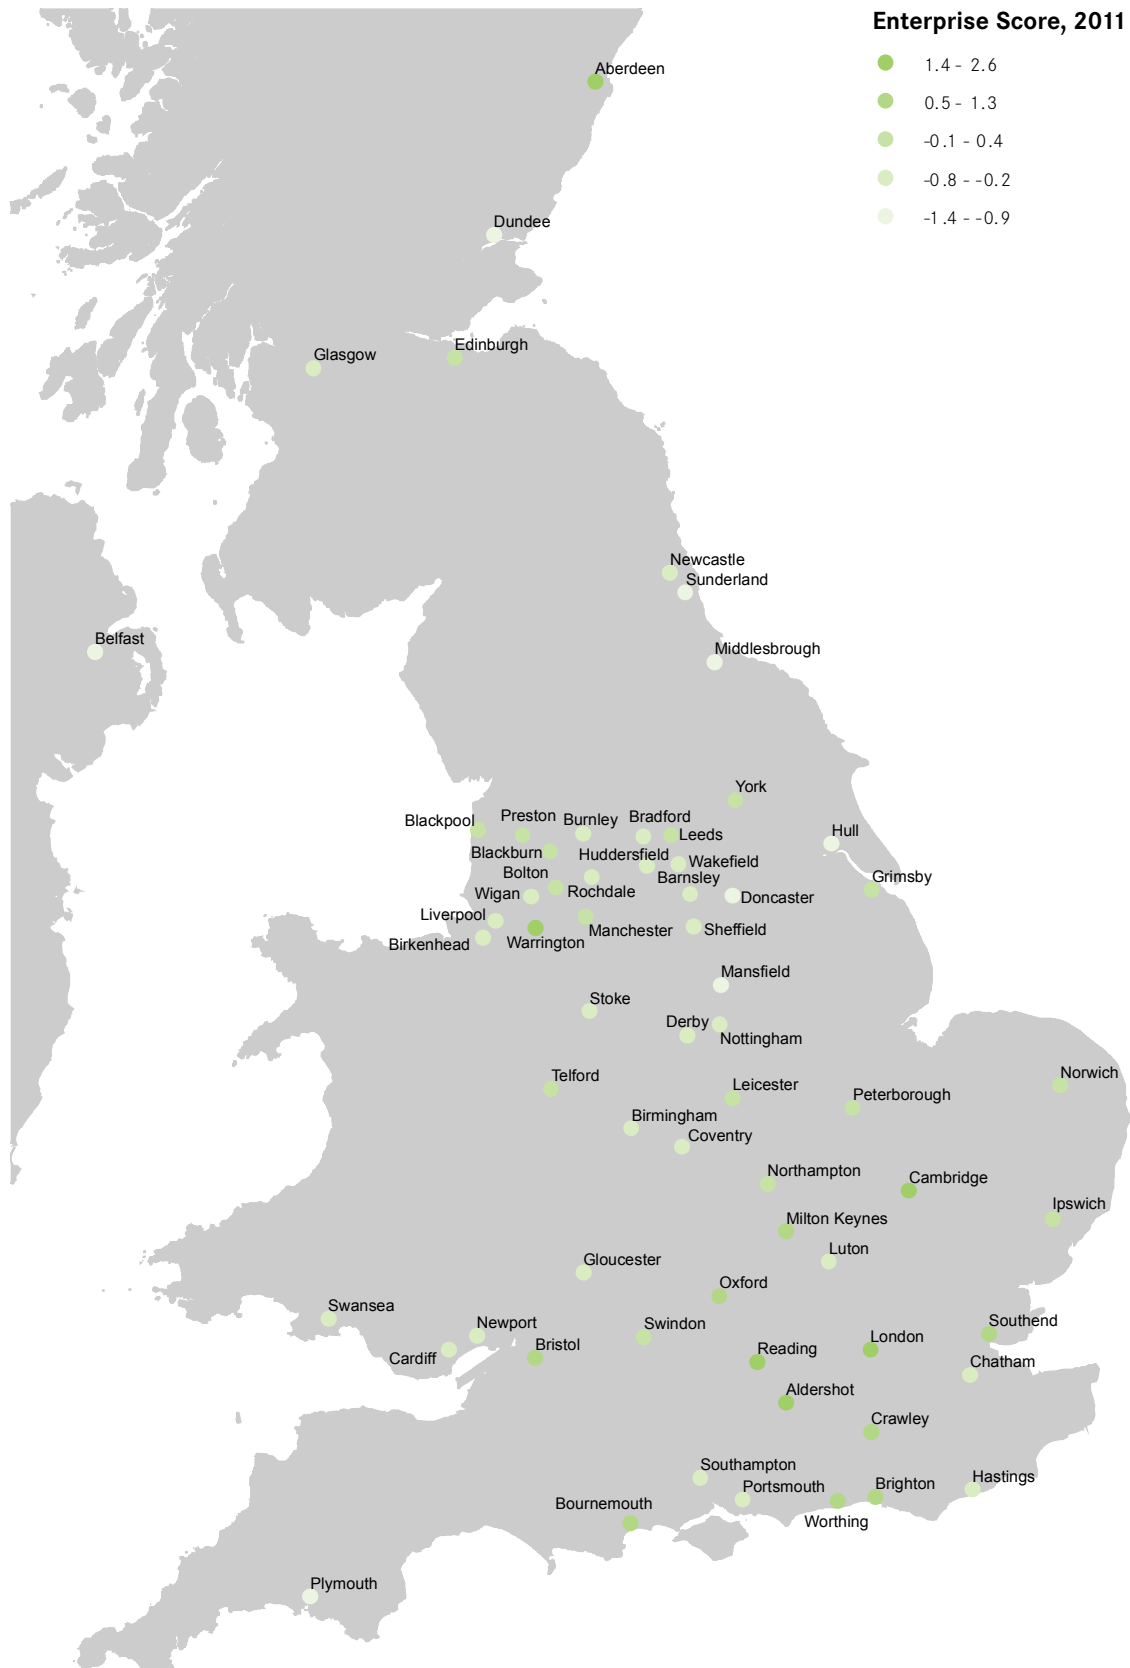 Enterprise Score, 2011
1.4 - 2.6
0.5 - 1.3
-0.1 - 0.4
-0.8 - -0.2
-1.4 - -0.9
Aberdeen
Dundee
Edinburgh
Glasgow
Newcastle
Sunderland
Belfast
Middlesbrough
York
Blackpool
Preston
Burnley
Bradford
Leeds
Hull
Blackburn
Huddersfield
Wakefield
Bolton
Barnsley
Grimsby
Wigan
Rochdale
Doncaster
Liverpool
Manchester
Sheffield
Birkenhead
Warrington
Mansfield
Stoke
Derby
Nottingham
Telford
Leicester
Norwich
Peterborough
Birmingham
Coventry
Northampton
Cambridge
Ipswich
Milton Keynes
Luton
Gloucester
Oxford
Swansea
Newport
Swindon
Southend
Bristol
Reading
London
Cardiff
Chatham
Aldershot
Crawley
Southampton
Portsmouth
Brighton
Hastings
Bournemouth
Worthing
Plymouth